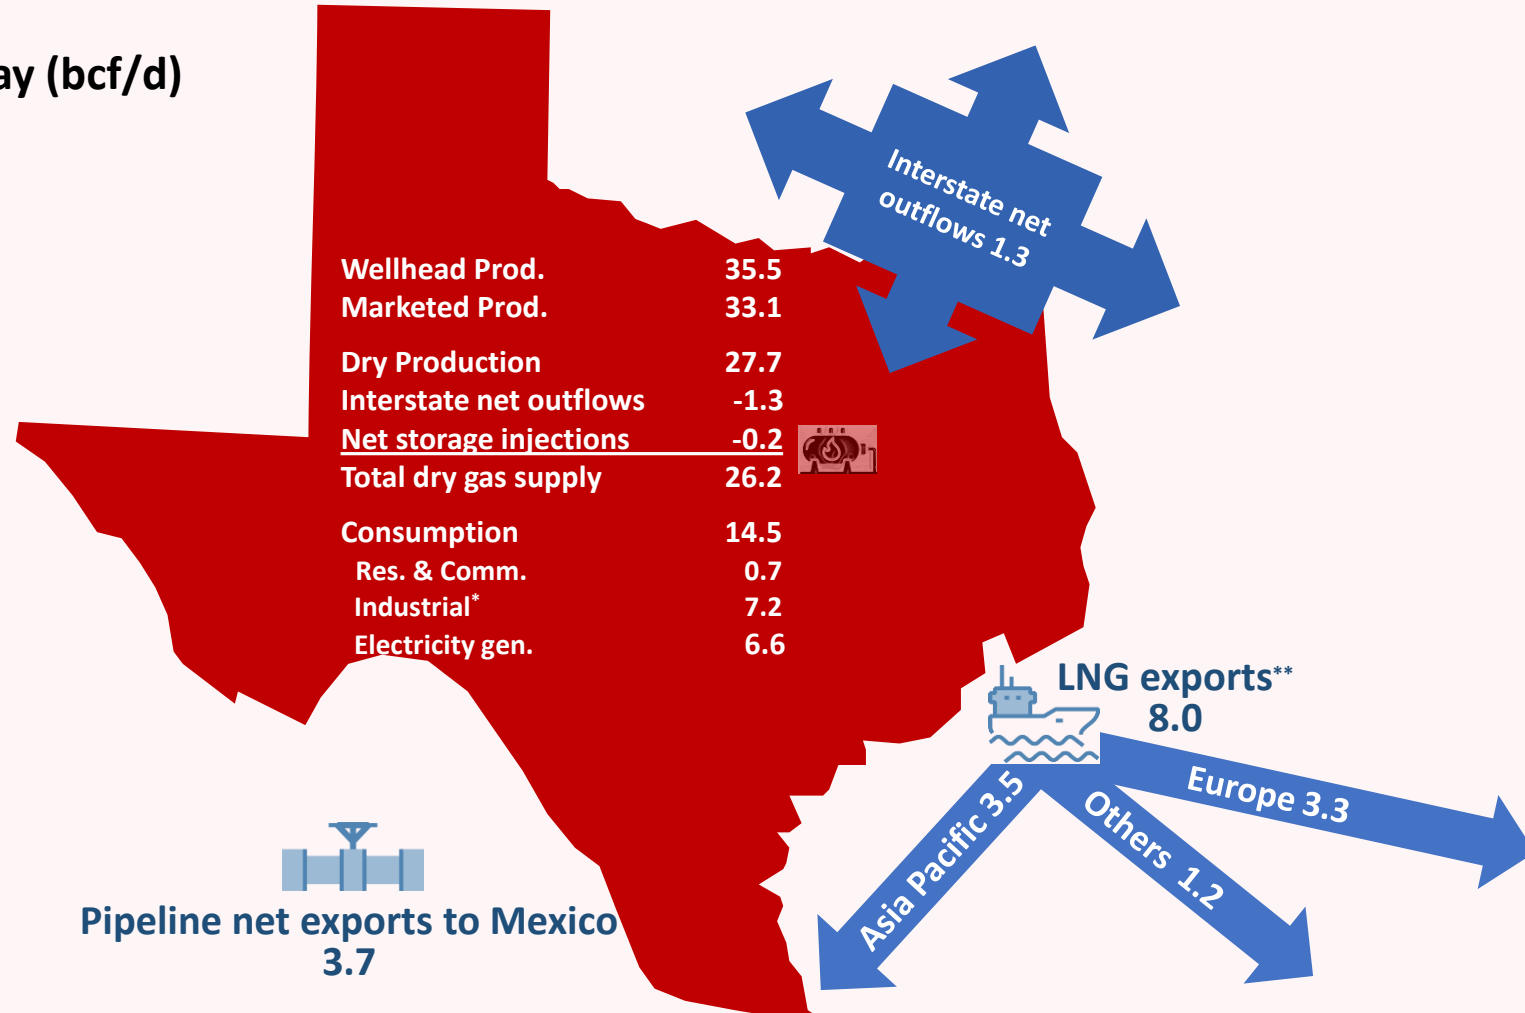 (bcf/d)
Interstate net
outflows 1.3
Wellhead Prod. 35.5
Marketed Prod. 33.1
Dry Production 27.7
Interstate net outflows -1.3
Net storage injections -0.2
Total dry gas supply 26.2
Consumption 14.5
Res. & Comm. 0.7
Industrial* 7.2
Electricity gen. 6.6
LNG exports**
8.0
Europe 3.3
Others 1.2
Asia Pacific 3.5
Pipeline net exports to Mexico
3.7